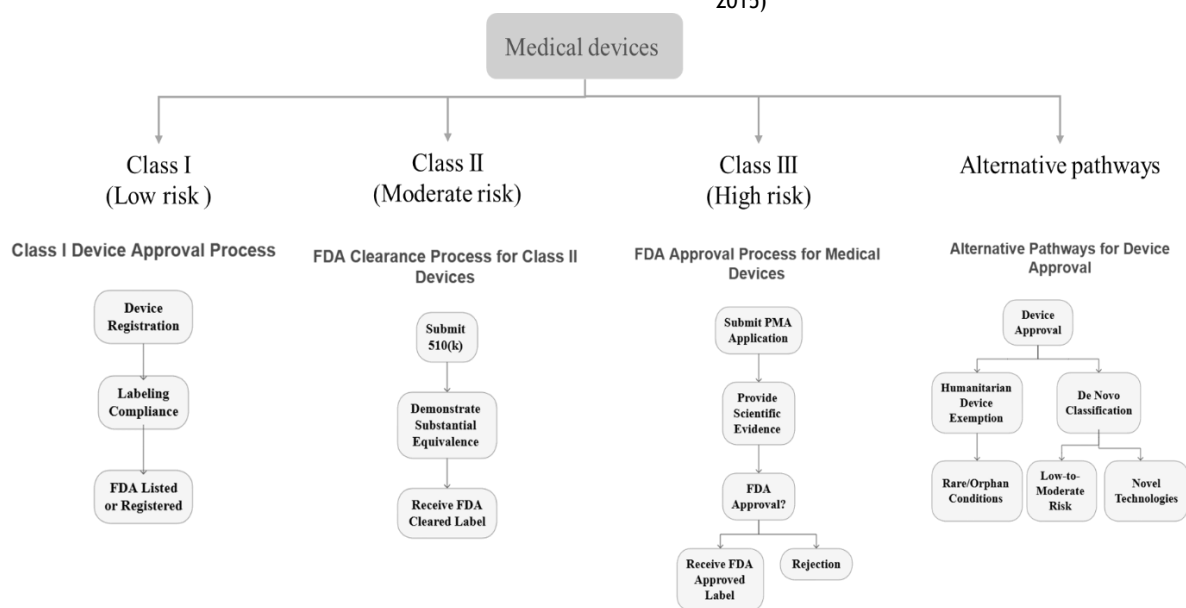 2015)
Medical devices
Class I
(Low risk )
Class I Device Approval Process
Device
Registration
Labeling
Compliance
FDA Listed
or Registered
Class II
(Moderate risk)
FDA Clearance Process for Class II
Devices
Submit
510(k)
Demonstrate
Substantial
Equivalence
Receive FDA
Cleared Label
Class III
(High risk)
FDA Approval Process for Medical
Devices
Submit PMA
Application
Provide
Scientific
Evidence
FDA
Approval?
Receive FDA
Approved
Label
Rejection
Alternative pathways
Alternative Pathways for Device
Approval
Device
Approval
Humanitarian
Device
Exemption
De Novo
Classification
Rare/Orphan
Conditions
Low-to-
Moderate
Risk
Novel
Technologies